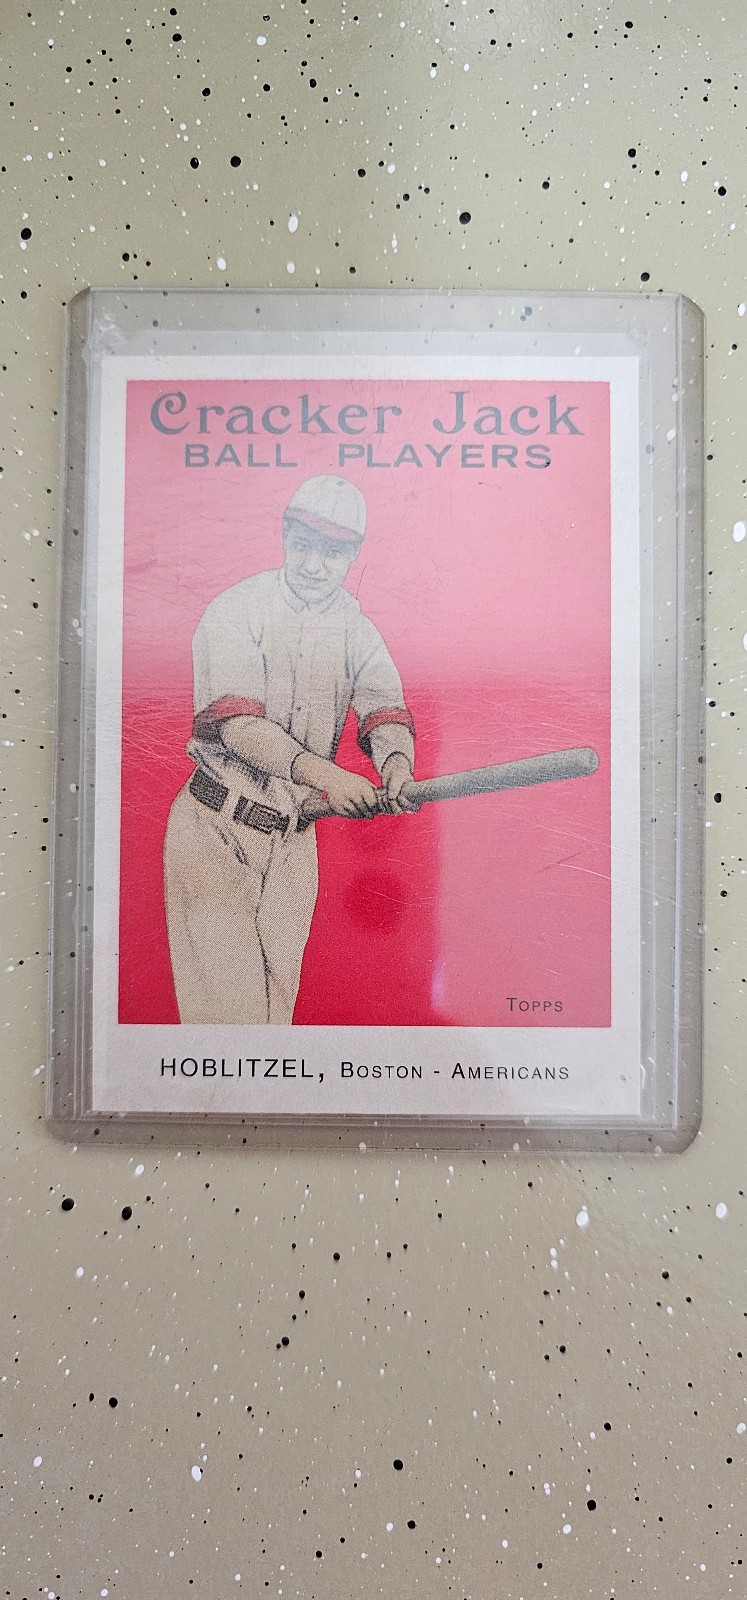 Cracker Jack
BALL PLAYERS
TOPPS
HOBLITZEL, BOSTON - AMERICANS